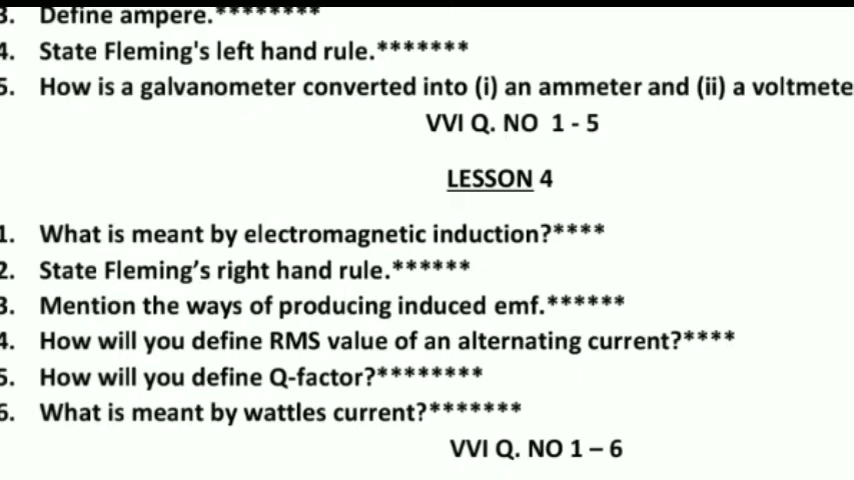 3. Define ampere.********
4. State Fleming's left hand rule.*******
5. How is a galvanometer converted into (i) an ammeter and (ii) a voltmete
VVI Q. NO 1 - 5
LESSON 4
1. What is meant by electromagnetic induction?****
2. State Fleming’s right hand rule.******
3. Mention the ways of producing induced emf.******
4. How will you define RMS value of an alternating current?****
5. How will you define Q-factor?********
6. What is meant by wattles current?*******
VVI Q. NO 1 – 6